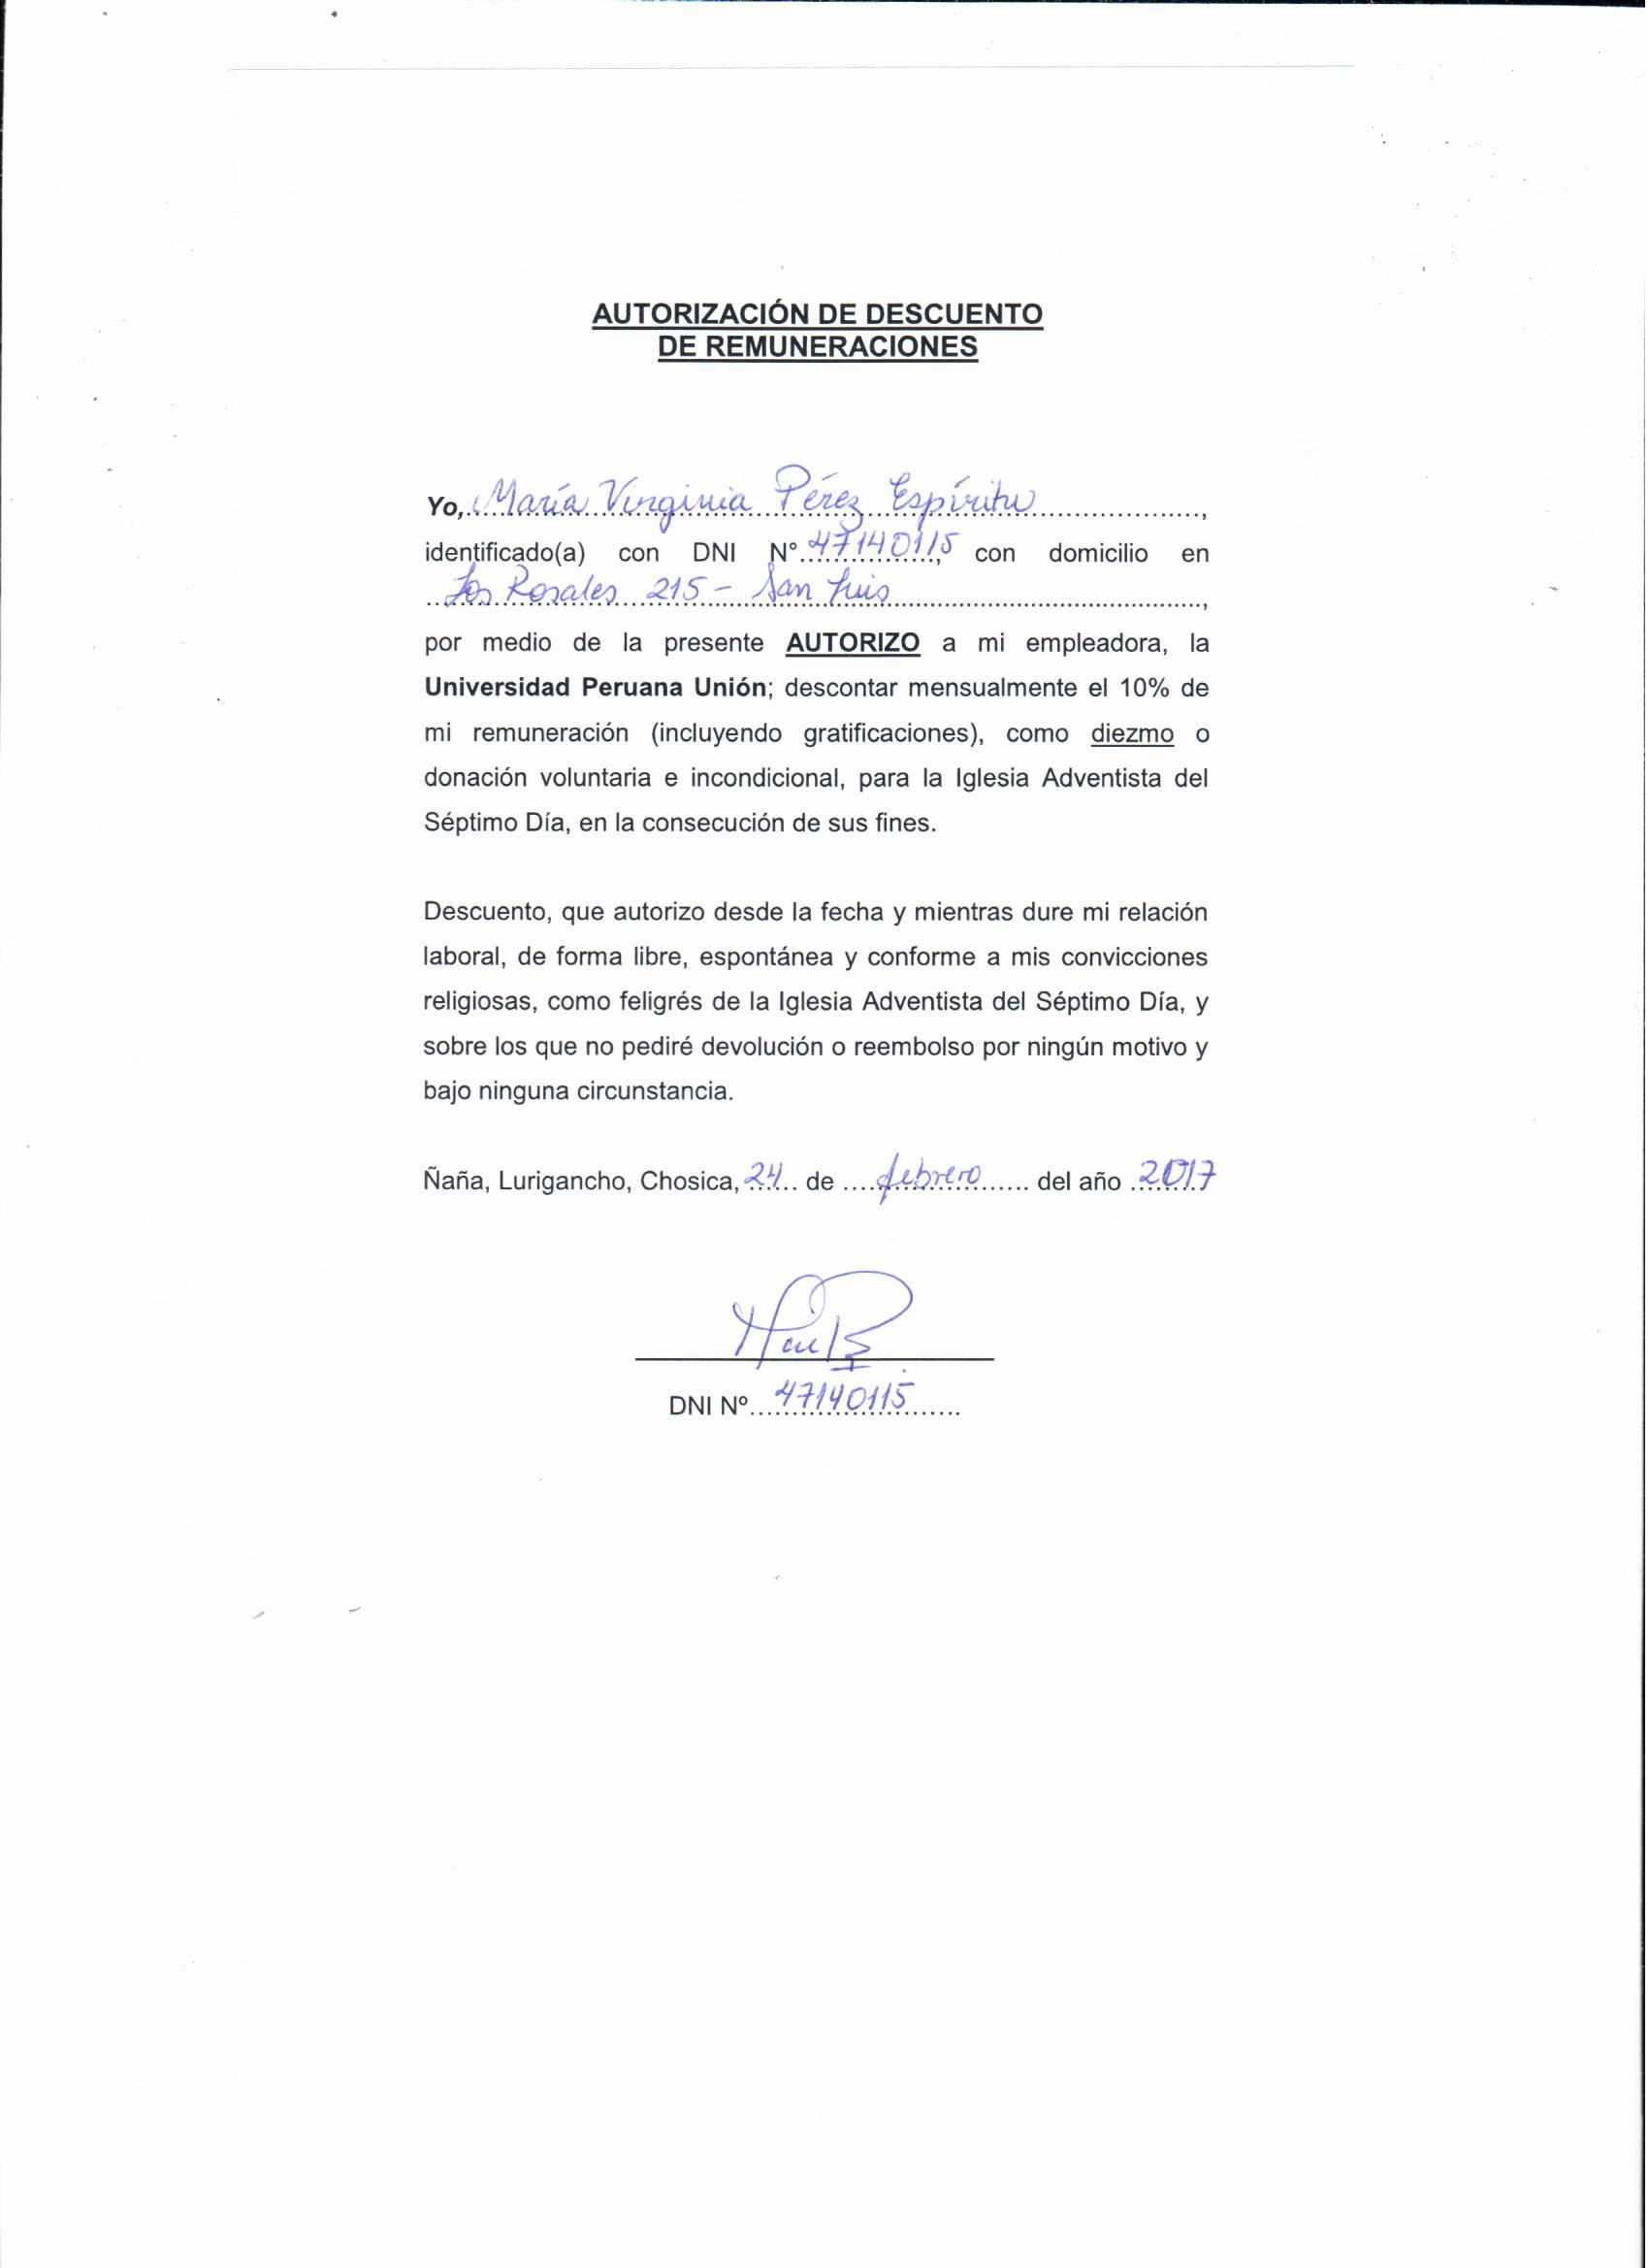 AUTORIZACIÓN DE DESCUENTO
DE REMUNERACIONES
Yo, María Virginia Pérez Espíritu,
identificado(a) con DNI N° 47140115, con domicilio en
Los Rosales 215 - San Luis,
por medio de la presente AUTORIZO a mi empleadora, la
Universidad Peruana Unión; descontar mensualmente el 10% de
mi remuneración (incluyendo gratificaciones), como diezmo o
donación voluntaria e incondicional, para la Iglesia Adventista del
Séptimo Día, en la consecución de sus fines.
Descuento, que autorizo desde la fecha y mientras dure mi relación
laboral, de forma libre, espontánea y conforme a mis convicciones
religiosas, como feligrés de la Iglesia Adventista del Séptimo Día, y
sobre los que no pediré devolución o reembolso por ningún motivo y
bajo ninguna circunstancia.
Ñaña, Lurigancho, Chosica, 24 de febrero del año 2017
DNI Nº 47140115